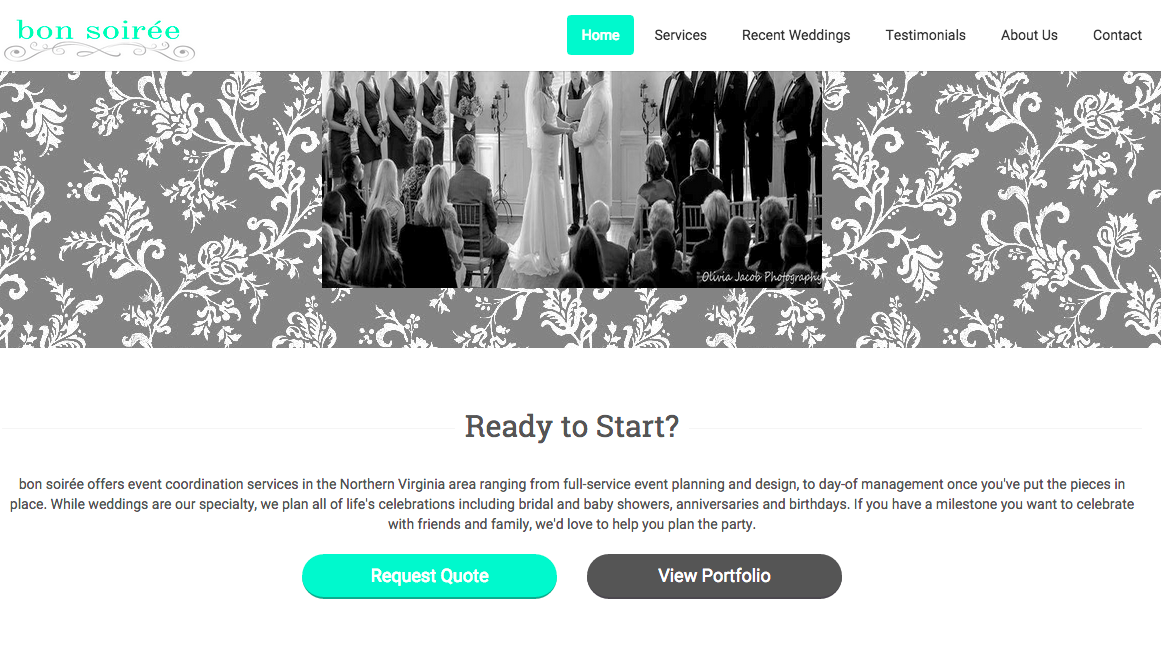 bon soirée
Home Services Recent Weddings Testimonials About Us Contact
Olivia Jacob Photography
Ready to Start?
bon soirée offers event coordination services in the Northern Virginia area ranging from full-service event planning and design, to day-of management once you've put the pieces in
place. While weddings are our specialty, we plan all of life's celebrations including bridal and baby showers, anniversaries and birthdays. If you have a milestone you want to celebrate
with friends and family, we'd love to help you plan the party.
Request Quote View Portfolio